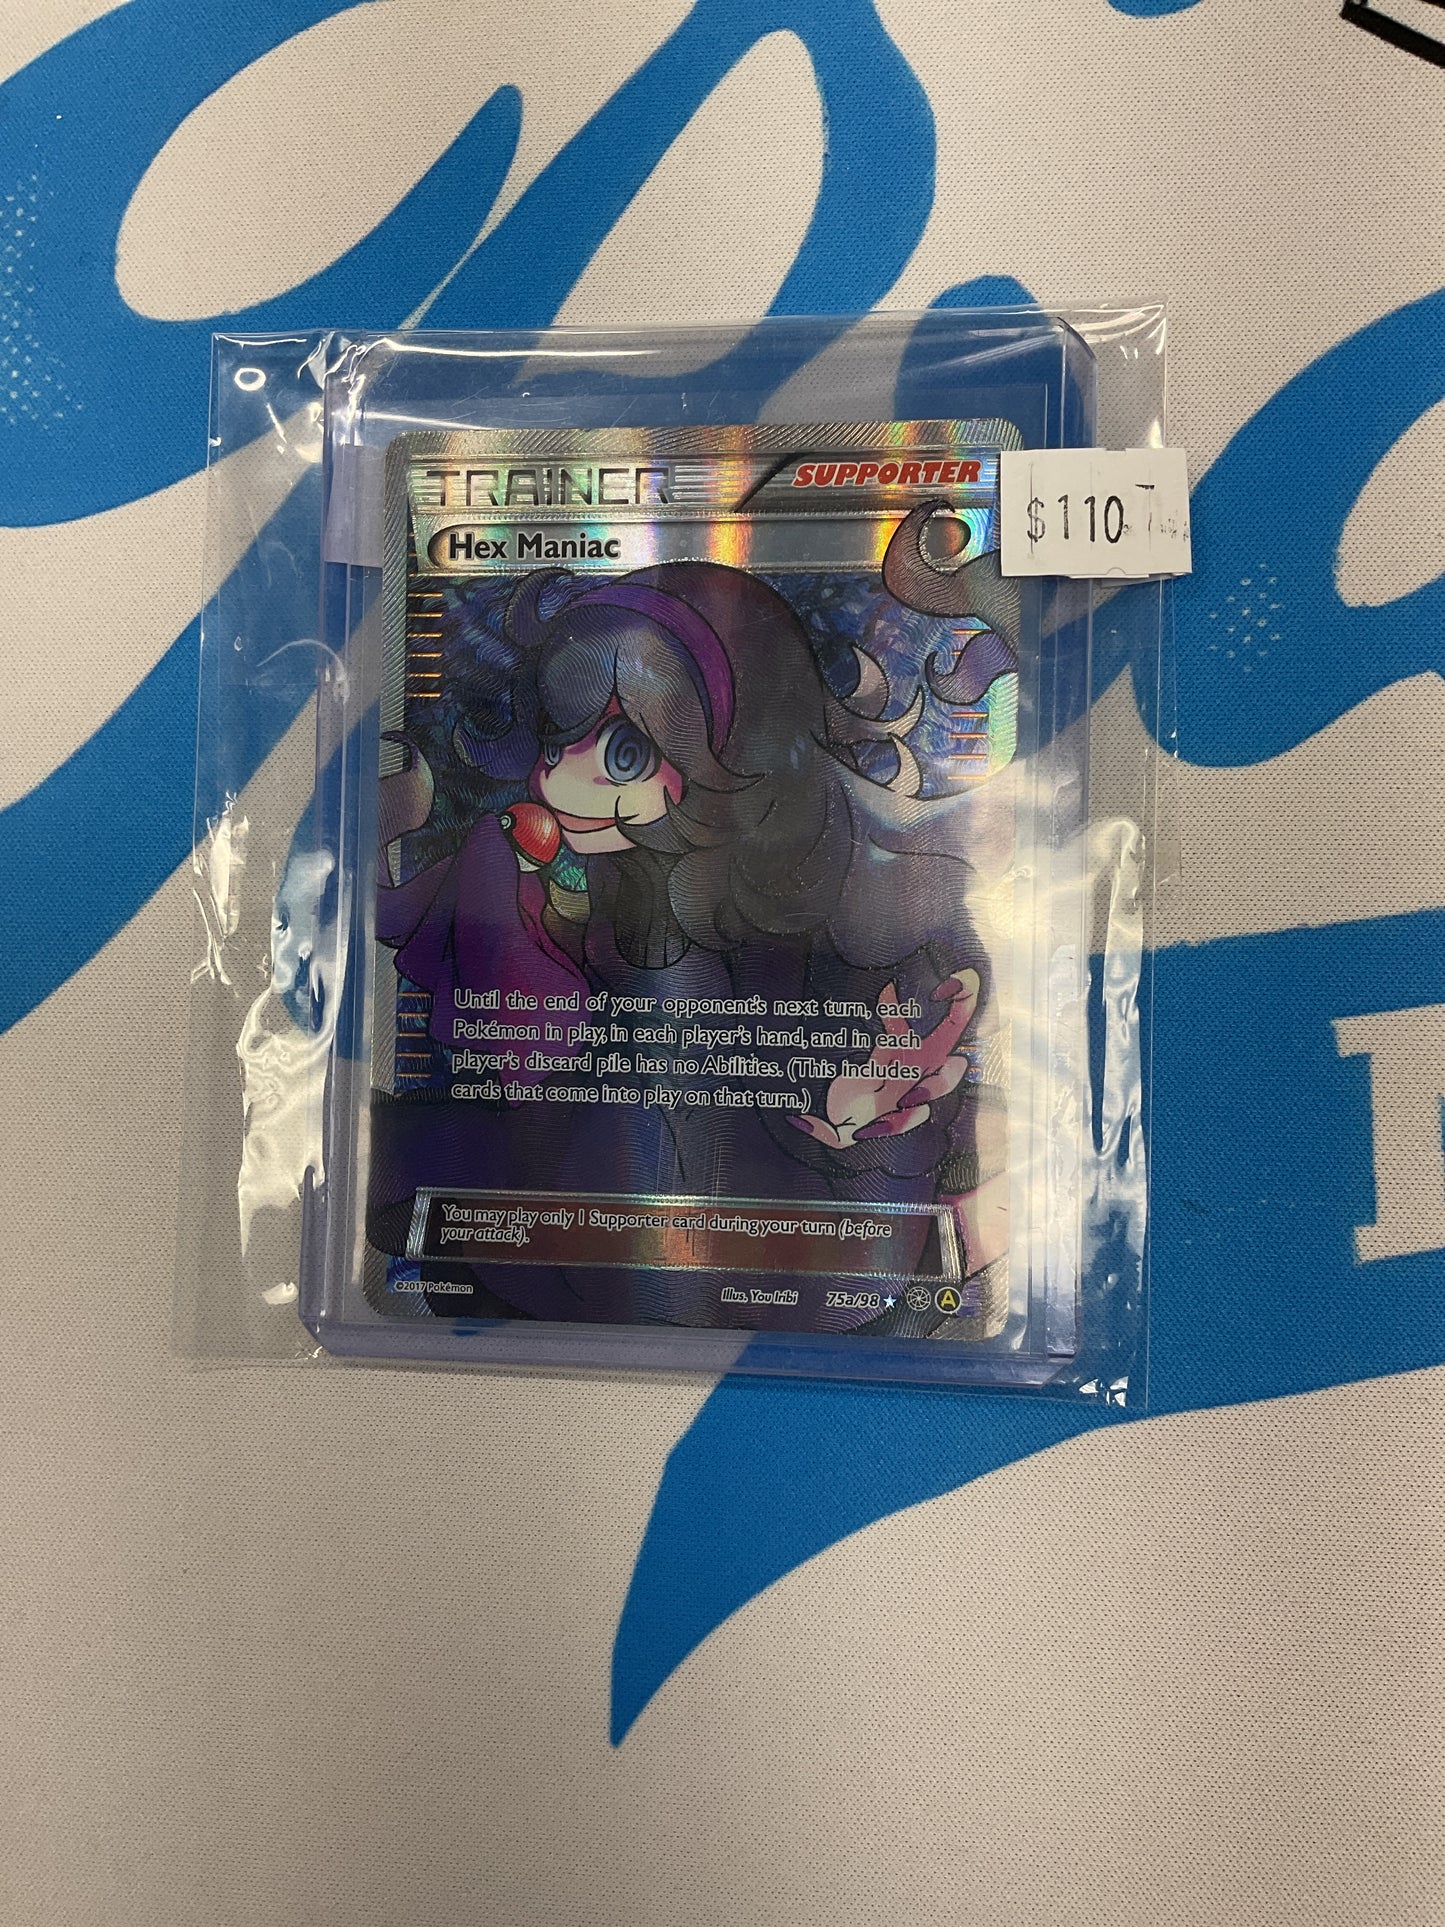 TRAINER
SUPPORTER
Hex Maniac
$110
Until the end of your opponent's next turn, each
Pokémon in play, in each player's hand, and in each
player's discard pile has no Abilities. (This includes
cards that come into play on that turn.)
You may play only 1 Supporter card during your turn (before
your attack).
©2017 Pokémon
Illus. You Iribi
75a/98
A